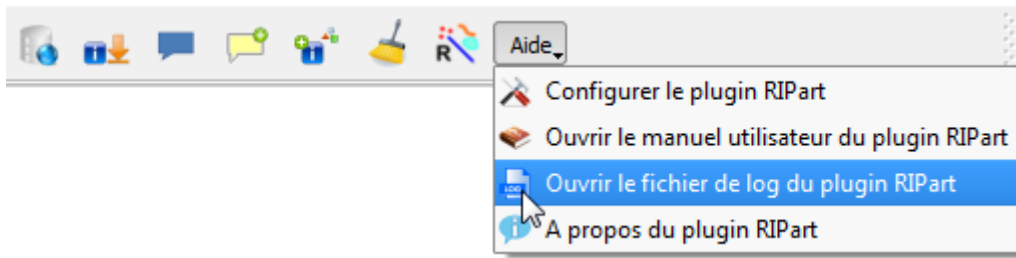 R
Aide
Configurer le plugin RIPart
Ouvrir le manuel utilisateur du plugin RIPart
LOG
Ouvrir le fichier de log du plugin RIPart
A propos du plugin RIPart